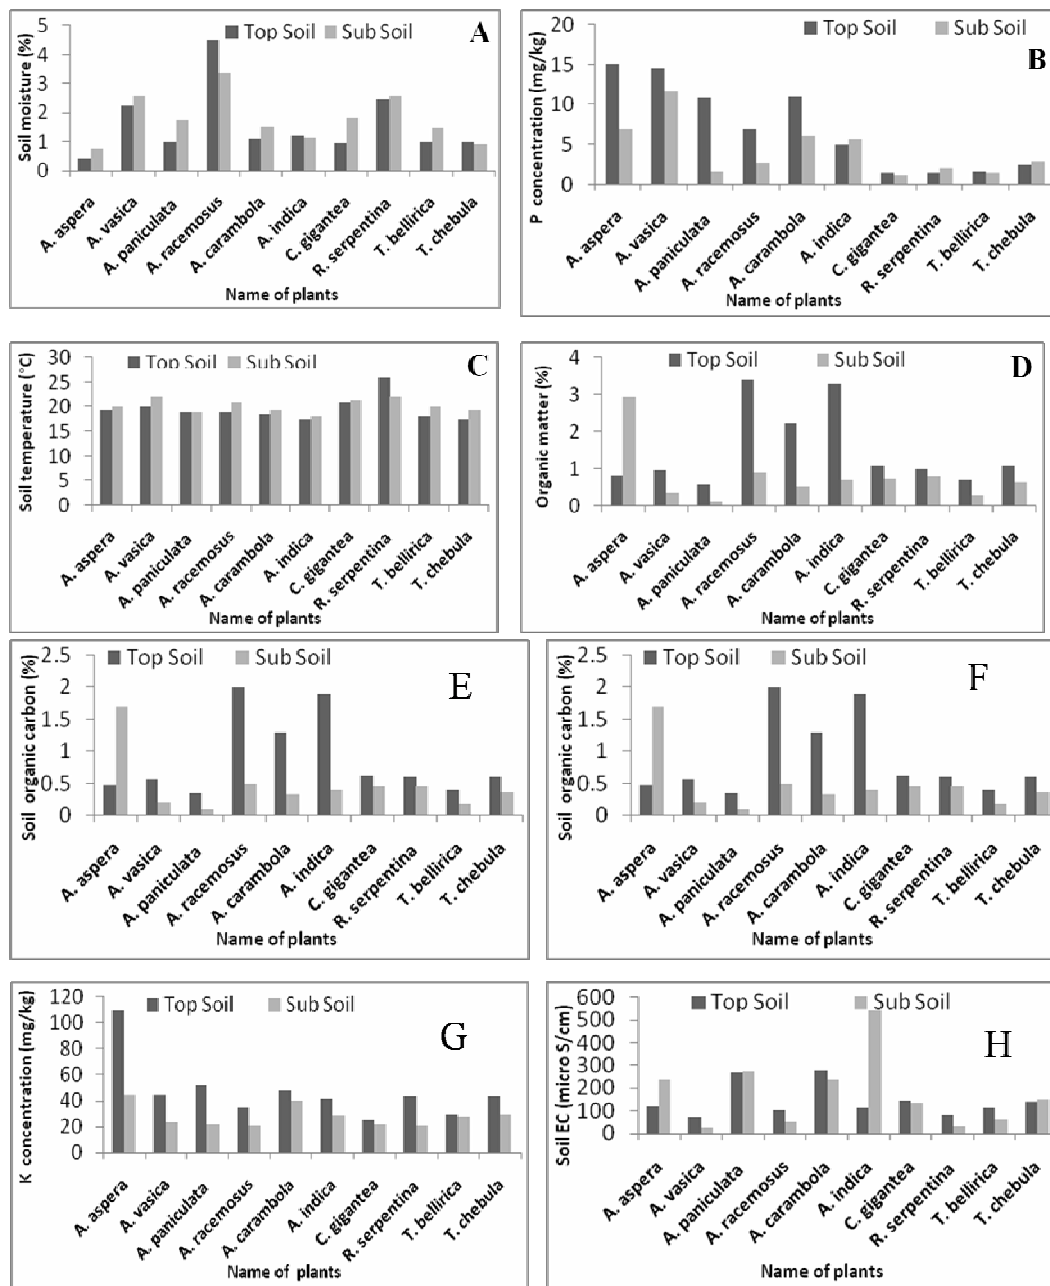 Top Soil Sub Soil
A
Soil moisture (%)
5
4
3
2
1
0
A. aspera
A. vasica
A. paniculata
A. racemosus
A. carambola
A. indica
C. gigantea
R. serpentina
T. bellirica
T. chebula
Name of plants
Top Soil Sub Soil
B
P concentration (mg/kg)
20
15
10
5
0
A. aspera
A. vasica
A. paniculata
A. racemosus
A. carambola
A. indica
C. gigantea
R. serpentina
T. bellirica
T. chebula
Name of plants
Top Soil Sub Soil
C
Soil temperature (°C)
30
25
20
15
10
5
0
A. aspera
A. vasica
A. paniculata
A. racemosus
A. carambola
A. indica
C. gigantea
R. serpentina
T. bellirica
T. chebula
Name of plants
Top Soil Sub Soil
D
Organic matter (%)
4
3
2
1
0
A. aspera
A. vasica
A. paniculata
A. racemosus
A. carambola
A. indica
C. gigantea
R. serpentina
T. bellirica
T. chebula
Name of plants
Top Soil Sub Soil
E
Soil organic carbon (%)
2.5
2
1.5
1
0.5
0
A. aspera
A. vasica
A. paniculata
A. racemosus
A. carambola
A. indica
C. gigantea
R. serpentina
T. bellirica
T. chebula
Name of plants
Top Soil Sub Soil
F
Soil organic carbon (%)
2.5
2
1.5
1
0.5
0
A. aspera
A. vasica
A. paniculata
A. racemosus
A. carambola
A. indica
C. gigantea
R. serpentina
T. bellirica
T. chebula
Name of plants
Top Soil Sub Soil
G
K concentration (mg/kg)
120
100
80
60
40
20
0
A. aspera
A. vasica
A. paniculata
A. racemosus
A. carambola
A. indica
C. gigantea
R. serpentina
T. bellirica
T. chebula
Name of plants
Top Soil Sub Soil
H
Soil EC (micro S/cm)
600
500
400
300
200
100
0
A. aspera
A. vasica
A. paniculata
A. racemosus
A. carambola
A. indica
C. gigantea
R. serpentina
T. bellirica
T. chebula
Name of plants